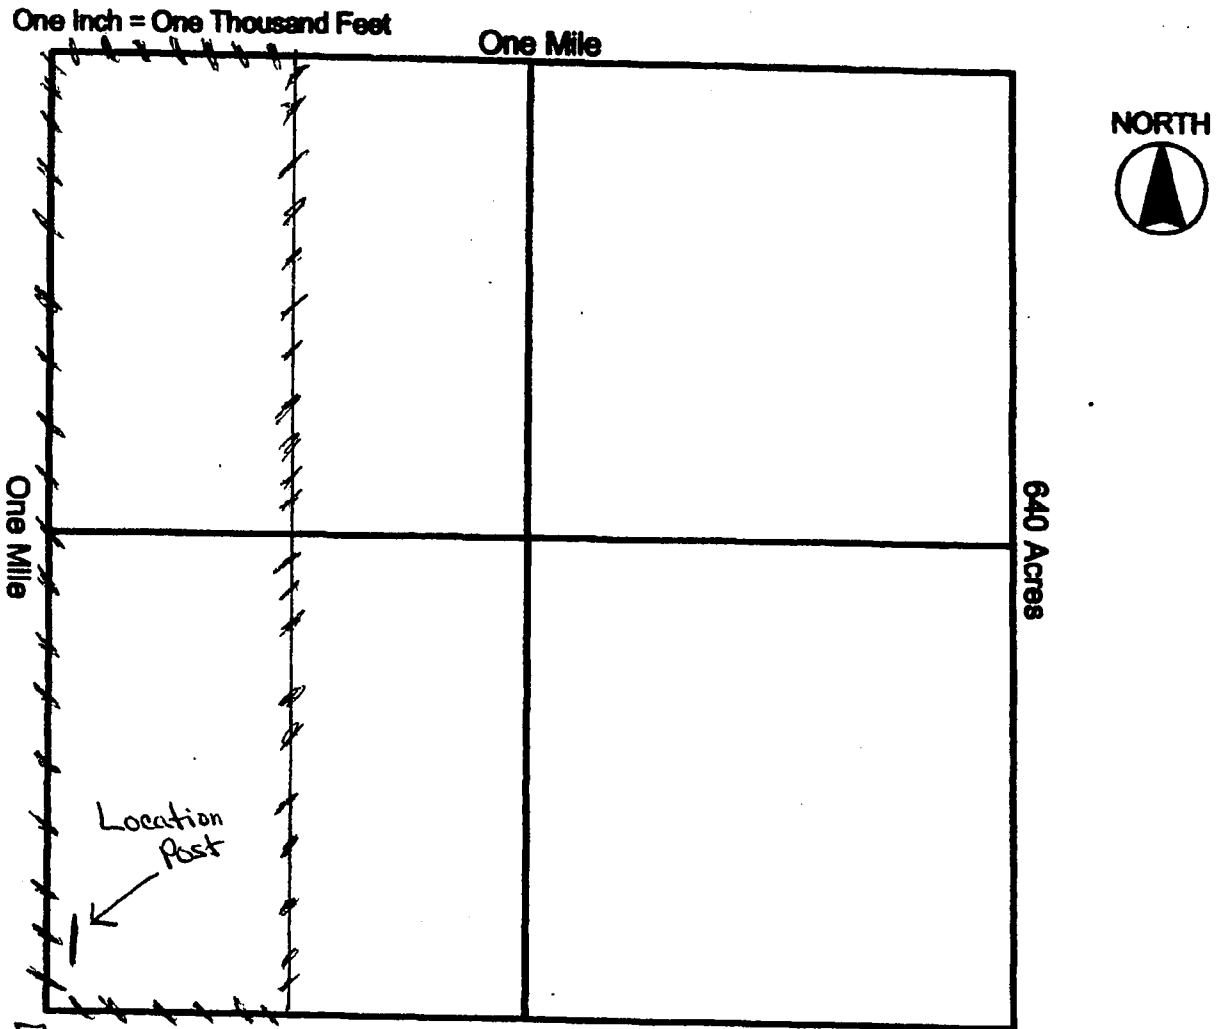 One Inch = One Thousand Feet
One Mile
NORTH
One Mile
640 Acres
Location
Post